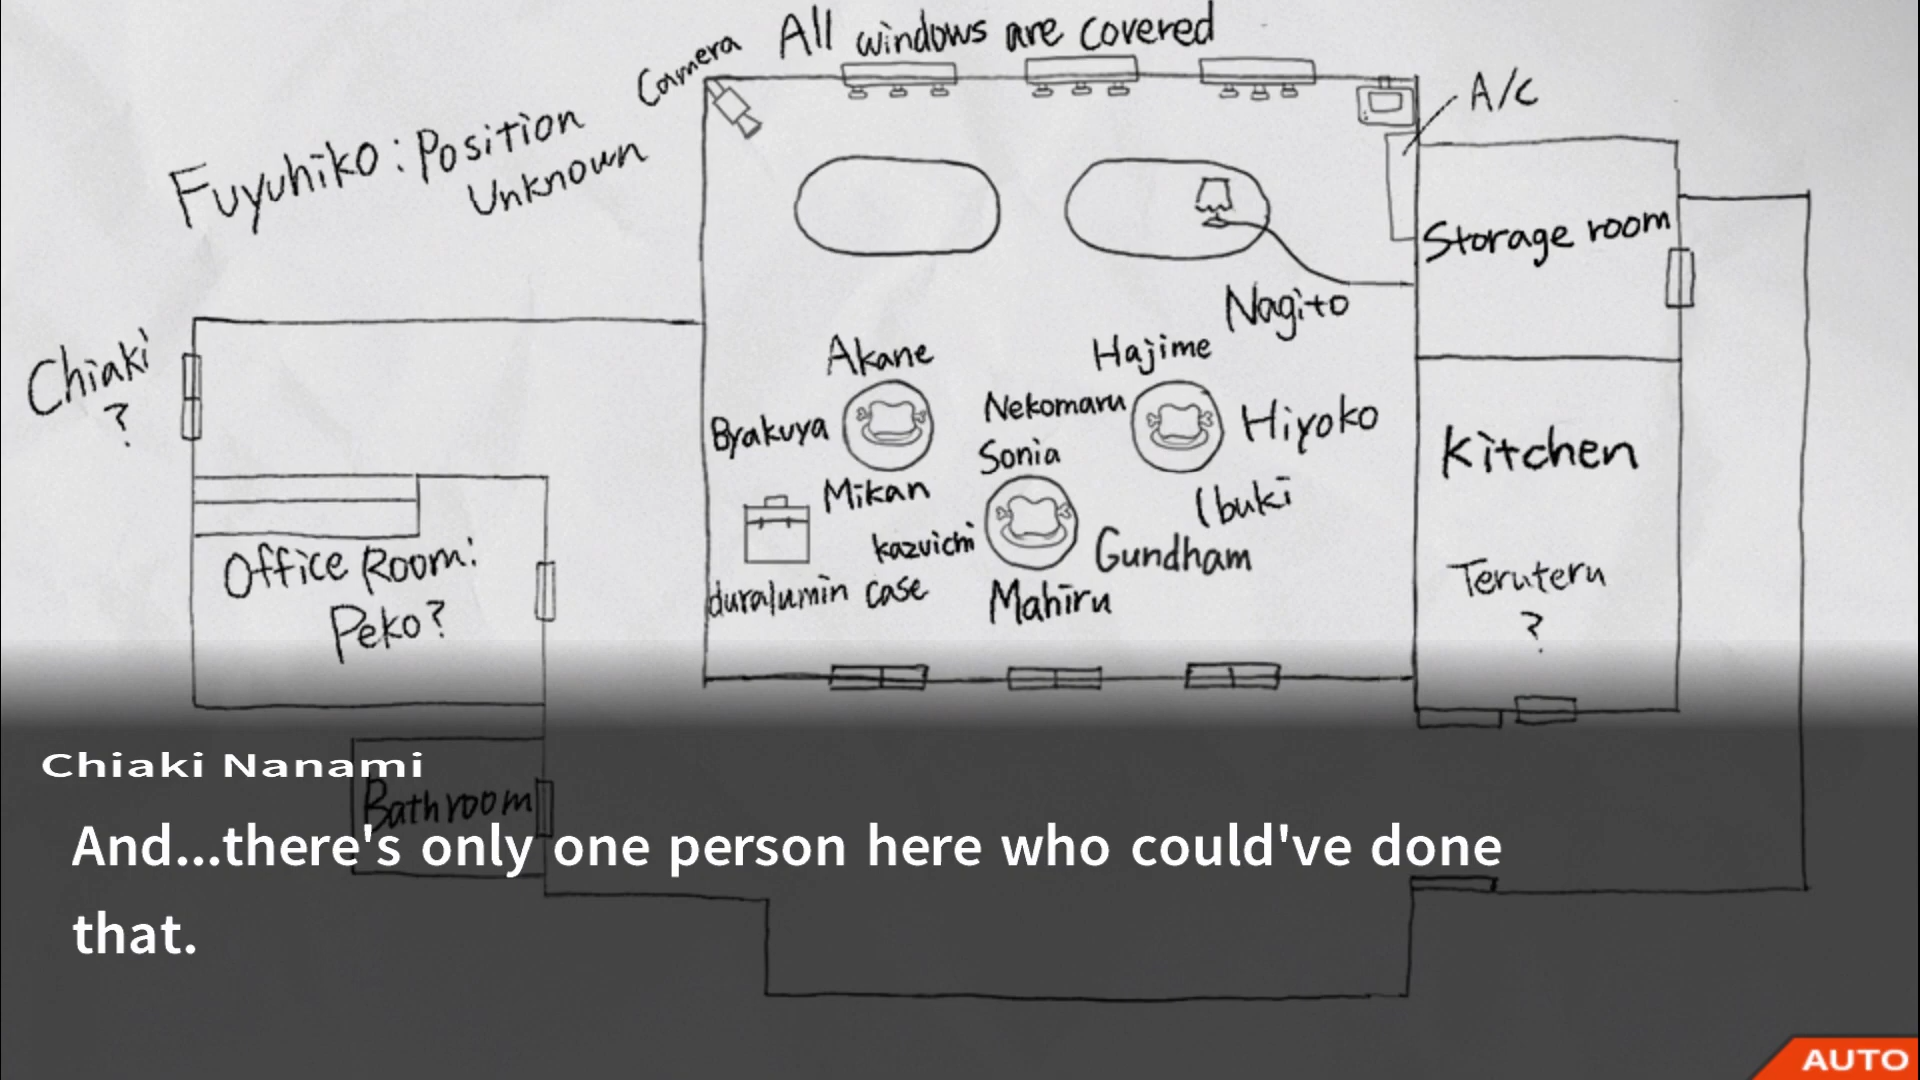 All windows are covered
Camera
A/C
Fuyuhiko: Position
Unknown
Storage room
Nagito
Chiaki
?
Akane
Hajime
Nekomaru
Byakuya
Hiyoko
Sonia
Kitchen
Mikan
Ibuki
kazuichi
Gundham
Office Room:
Peko?
duralumin case
Mahiru
Teruteru
?
Chiaki Nanami
Bathroom
And...there's only one person here who could've done
that.
AUTO